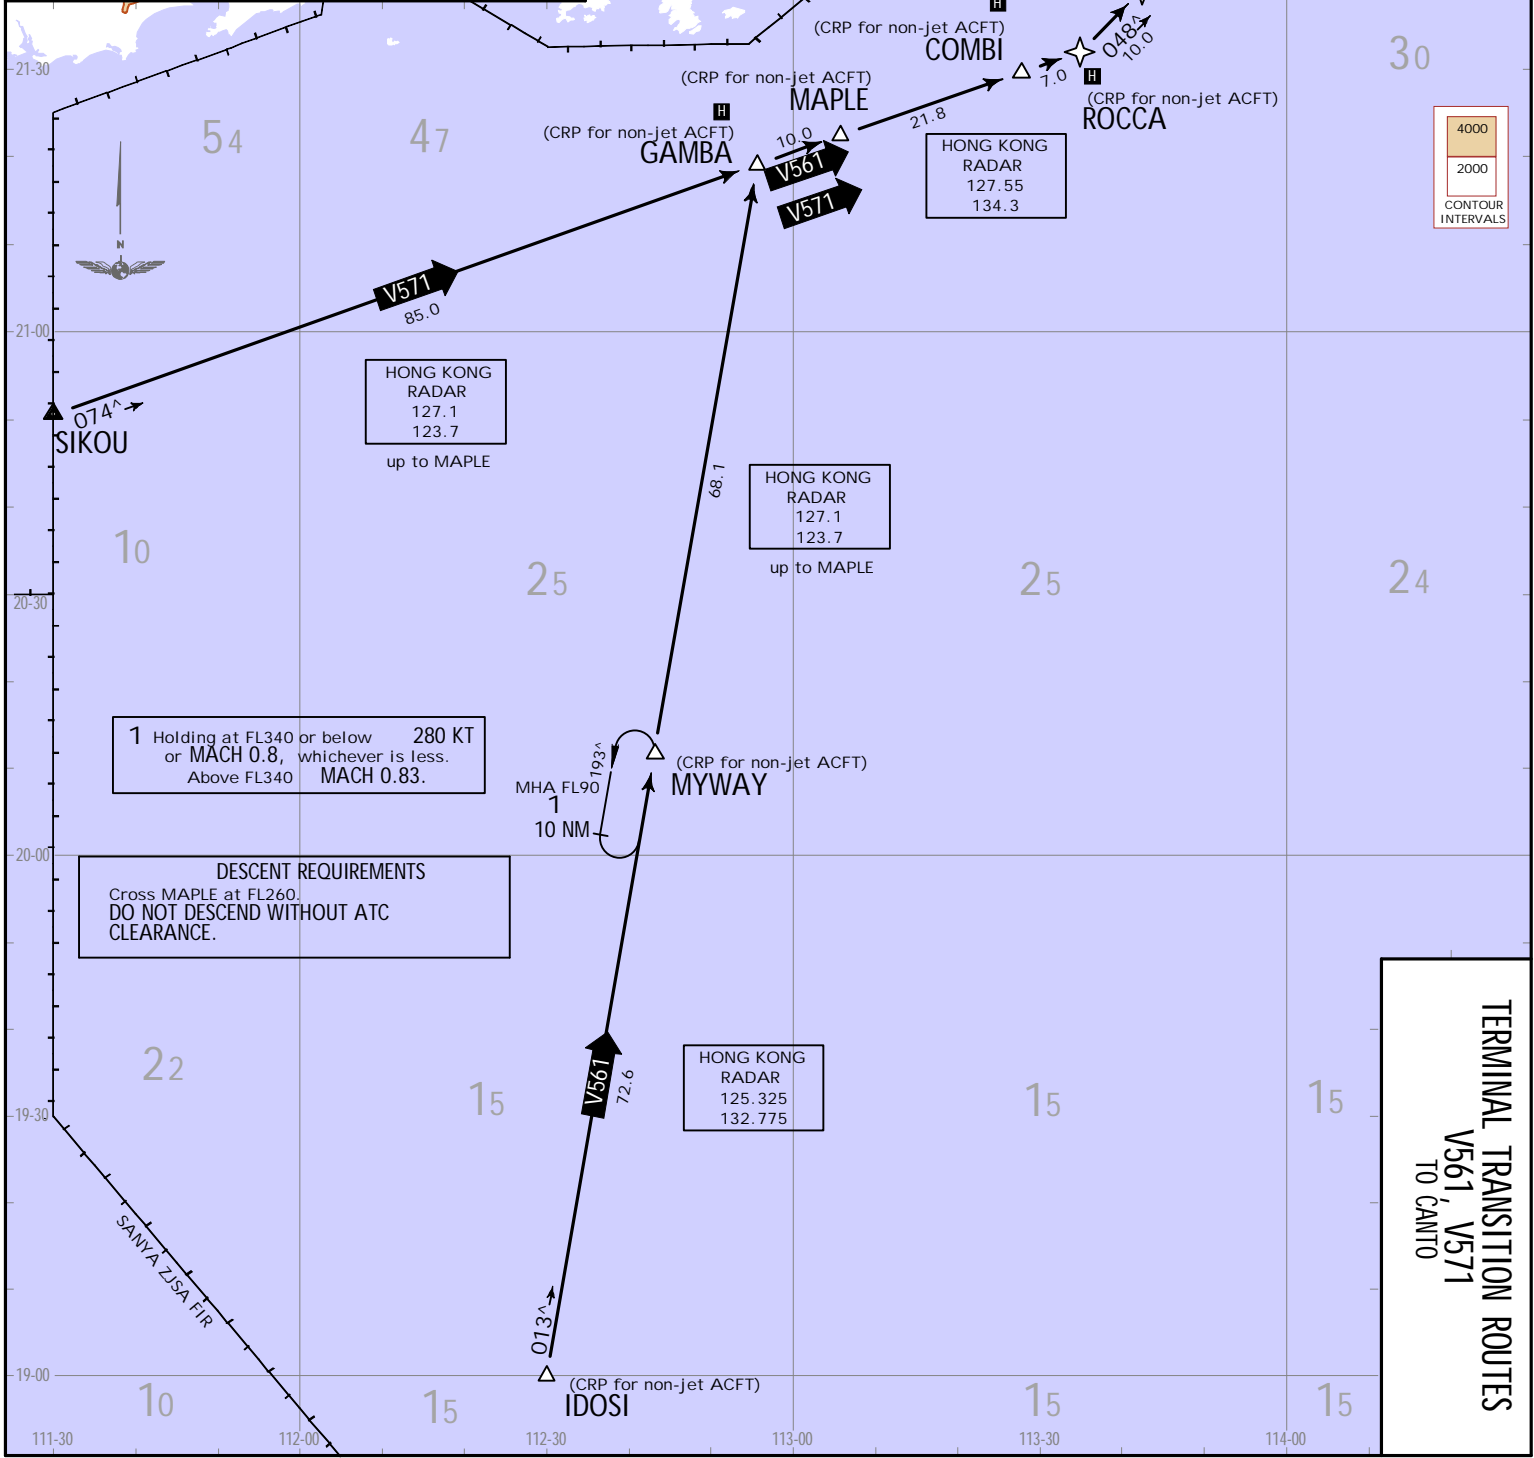 H
(CRP for non-jet ACFT)
COMBI
048^
10.0
30
21-30
7.0
H
(CRP for non-jet ACFT)
ROCCA
(CRP for non-jet ACFT)
MAPLE
21.8
H
(CRP for non-jet ACFT)
GAMBA
10.0
V561
V571
54
47
HONG KONG
RADAR
127.55
134.3
4000
2000
CONTOUR
INTERVALS
N
V571
85.0
21-00
HONG KONG
RADAR
127.1
123.7
up to MAPLE
074^
SIKOU
68.1
HONG KONG
RADAR
127.1
123.7
up to MAPLE
10
25
25
24
20-30
1 Holding at FL340 or below 280 KT
or MACH 0.8, whichever is less.
Above FL340 MACH 0.83.
193^
MHA FL90
1
10 NM
(CRP for non-jet ACFT)
MYWAY
20-00
DESCENT REQUIREMENTS
Cross MAPLE at FL260.
DO NOT DESCEND WITHOUT ATC
CLEARANCE.
V561
72.6
HONG KONG
RADAR
125.325
132.775
22
15
15
15
19-30
SANYA ZJSA FIR
013^
(CRP for non-jet ACFT)
IDOSI
19-00
10
15
15
15
111-30
112-00
112-30
113-00
113-30
114-00
TERMINAL TRANSITION ROUTES
V561, V571
TO CANTO